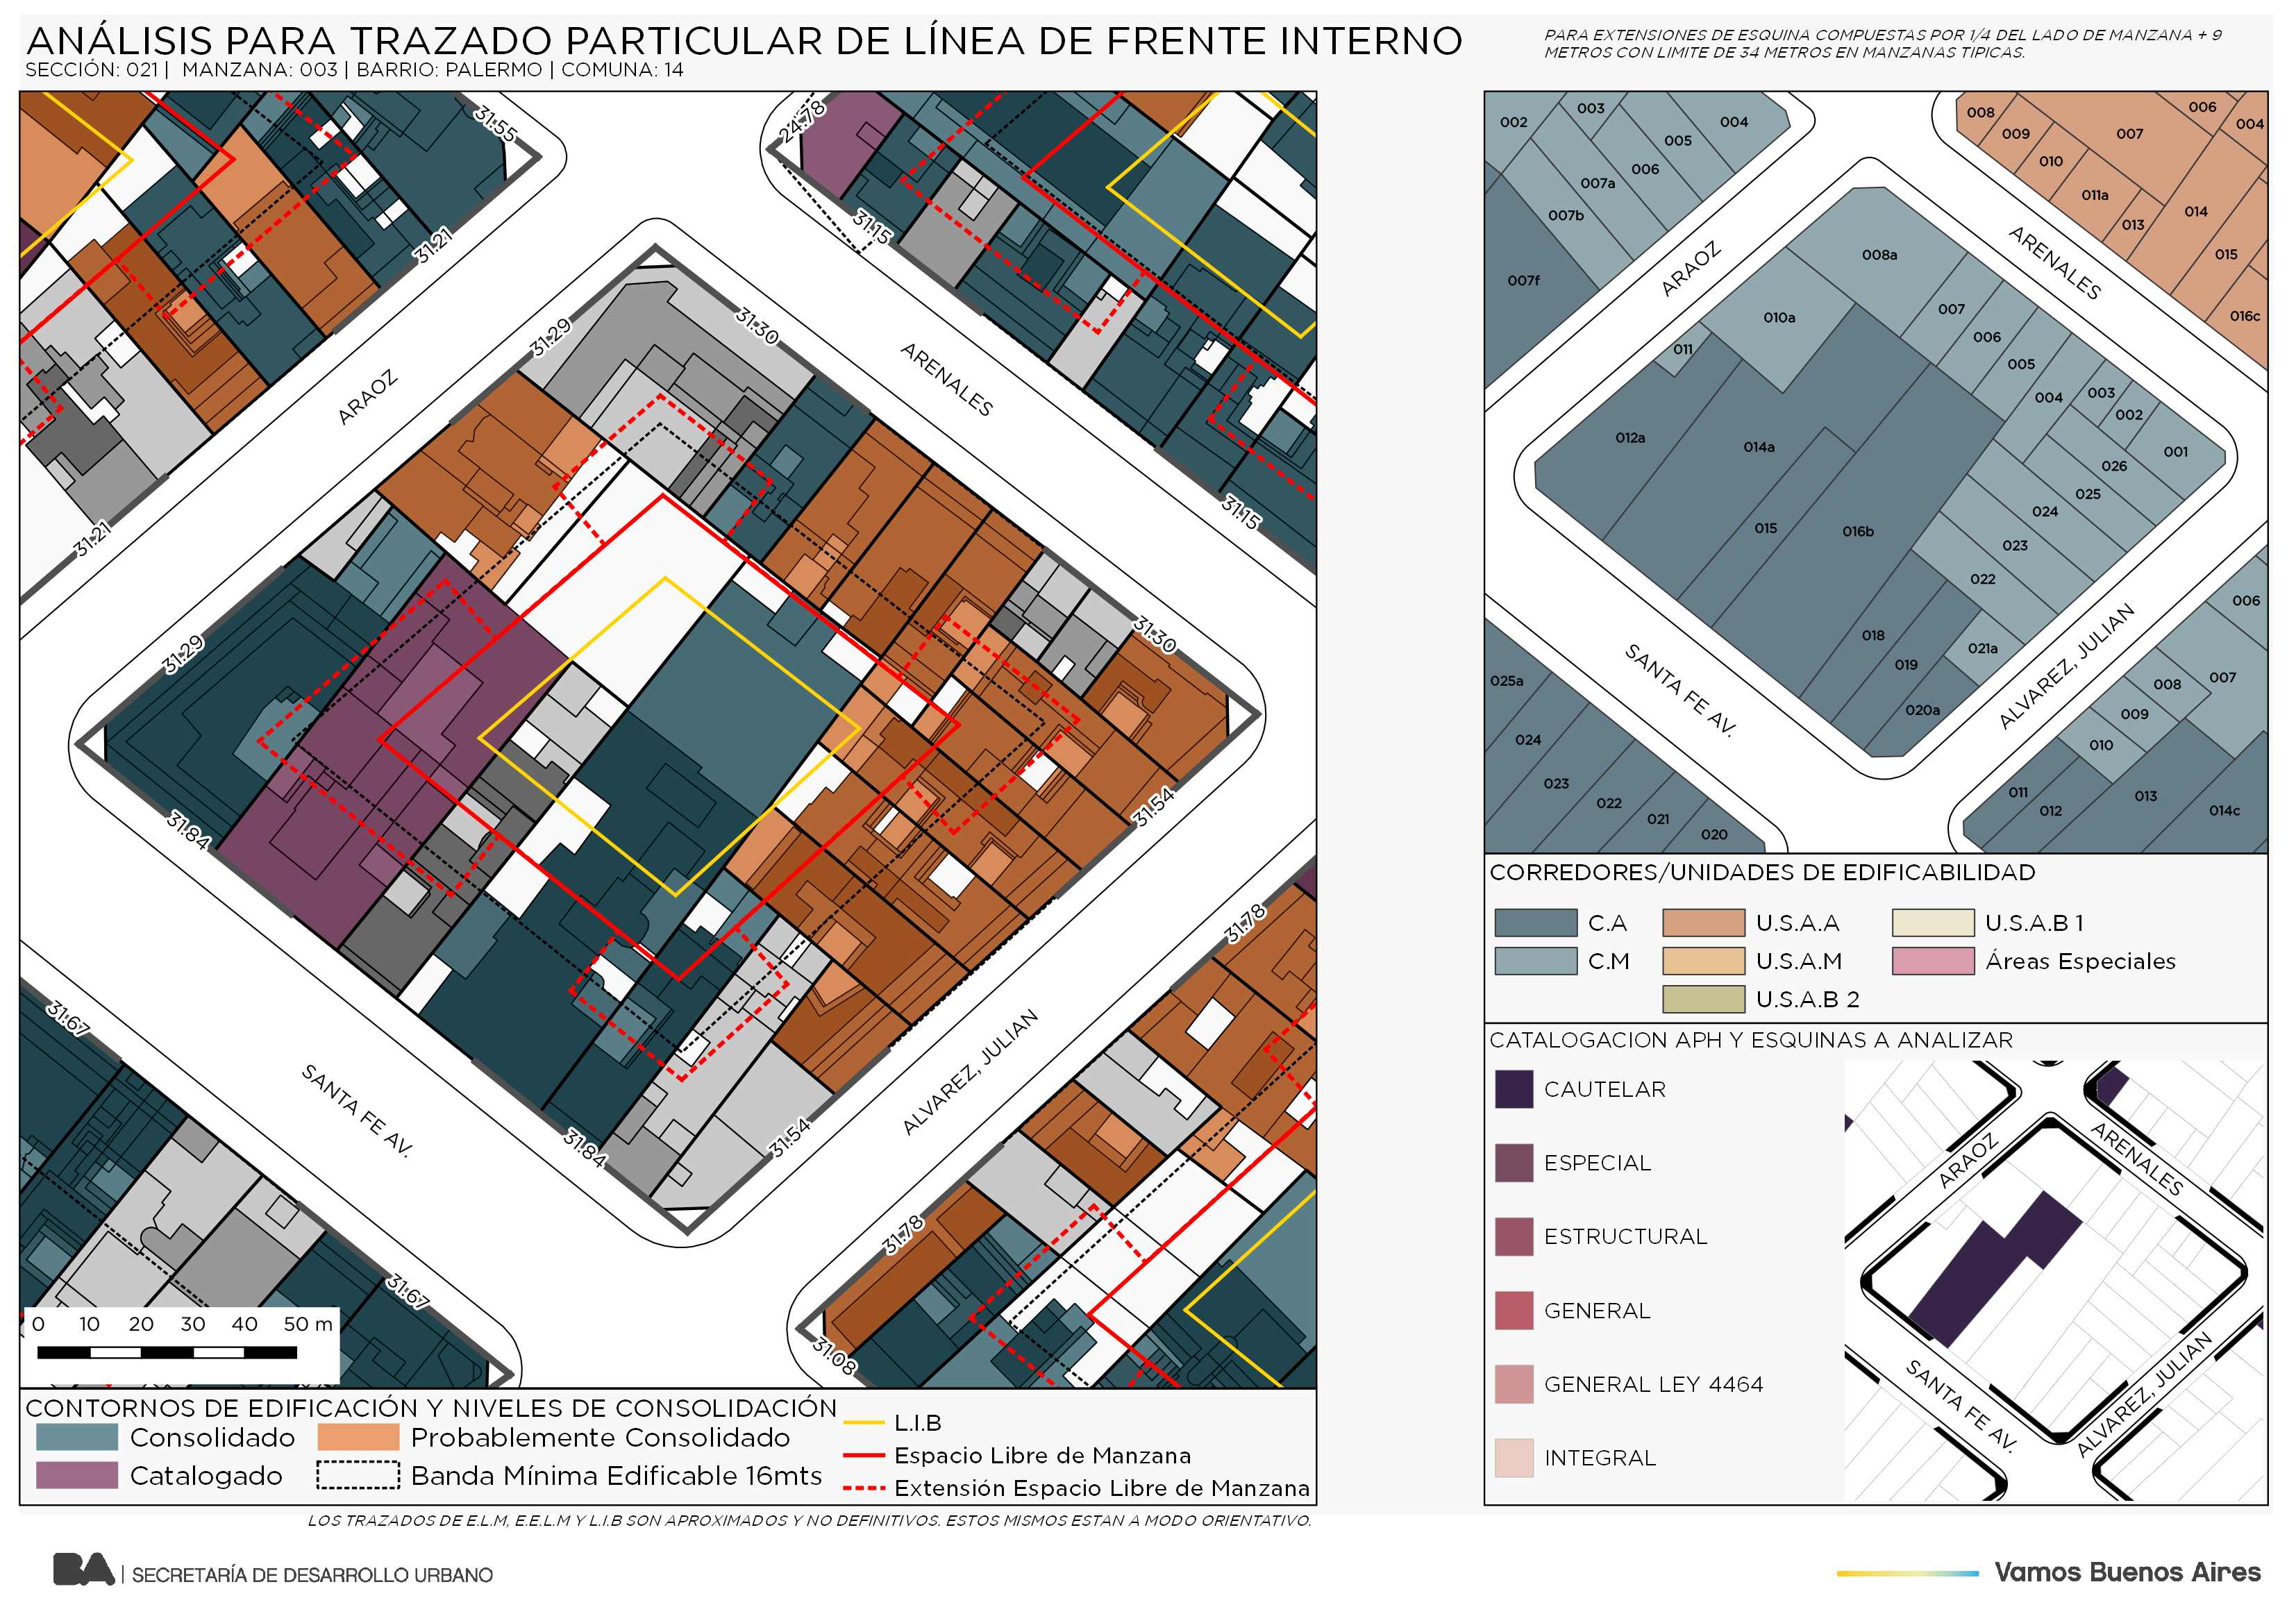 ANÁLISIS PARA TRAZADO PARTICULAR DE LÍNEA DE FRENTE INTERNO
SECCIÓN: 021 | MANZANA: 003 | BARRIO: PALERMO | COMUNA: 14
PARA EXTENSIONES DE ESQUINA COMPUESTAS POR 1/4 DEL LADO DE MANZANA + 9
METROS CON LIMITE DE 34 METROS EN MANZANAS TIPICAS.
31.55
24.78
31.21
31.15
31.29
31.30
ARAOZ
ARENALES
31.21
31.15
31.29
31.30
31.84
31.54
31.78
31.67
SANTA FE AV.
ALVAREZ, JULIAN
31.84
31.54
31.78
31.67
31.08
0 10 20 30 40 50 m
CONTORNOS DE EDIFICACIÓN Y NIVELES DE CONSOLIDACIÓN
Consolidado
Probablemente Consolidado
Catalogado
Banda Mínima Edificable 16mts
L.I.B
Espacio Libre de Manzana
Extensión Espacio Libre de Manzana
LOS TRAZADOS DE E.L.M, E.E.L.M Y L.I.B SON APROXIMADOS Y NO DEFINITIVOS. ESTOS MISMOS ESTAN A MODO ORIENTATIVO.
002
003
004
005
006
007a
007b
007f
008
009
010
011a
013
007
006
004
014
015
016c
ARAOZ
ARENALES
008a
010a
011
007
006
005
004
003
002
001
026
025
024
023
022
021a
012a
014a
015
016b
018
019
020a
SANTA FE AV.
ALVAREZ, JULIAN
025a
024
023
022
021
020
006
007
008
009
010
011
012
013
014c
CORREDORES/UNIDADES DE EDIFICABILIDAD
C.A
U.S.A.A
U.S.A.B 1
C.M
U.S.A.M
Áreas Especiales
U.S.A.B 2
CATALOGACION APH Y ESQUINAS A ANALIZAR
CAUTELAR
ESPECIAL
ESTRUCTURAL
GENERAL
GENERAL LEY 4464
INTEGRAL
ARAOZ
ARENALES
SANTA FE AV.
ALVAREZ, JULIAN
BA | SECRETARÍA DE DESARROLLO URBANO
Vamos Buenos Aires